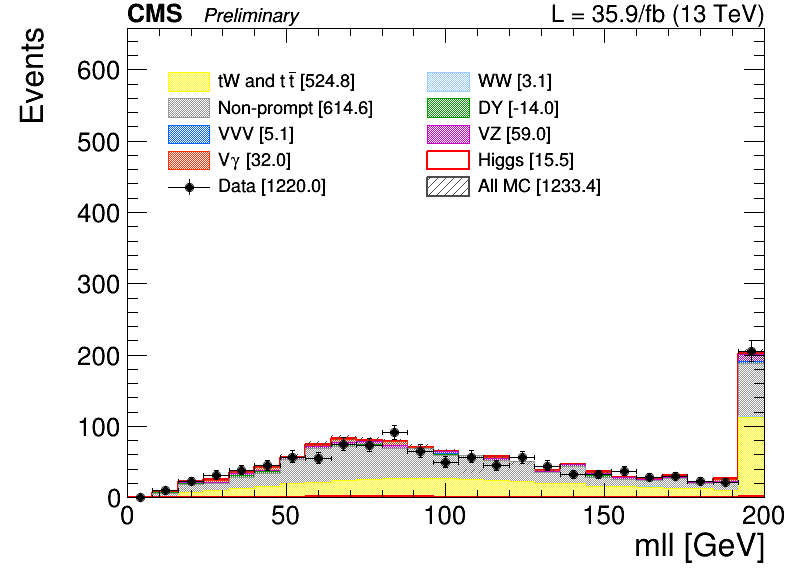 CMS Preliminary L = 35.9/fb (13 TeV)
Events
600
500
400
300
200
100
0
tW and t t̄ [524.8]
Non-prompt [614.6]
VVV [5.1]
Vγ [32.0]
Data [1220.0]
WW [3.1]
DY [-14.0]
VZ [59.0]
Higgs [15.5]
All MC [1233.4]
0 50 100 150 200
mll [GeV]